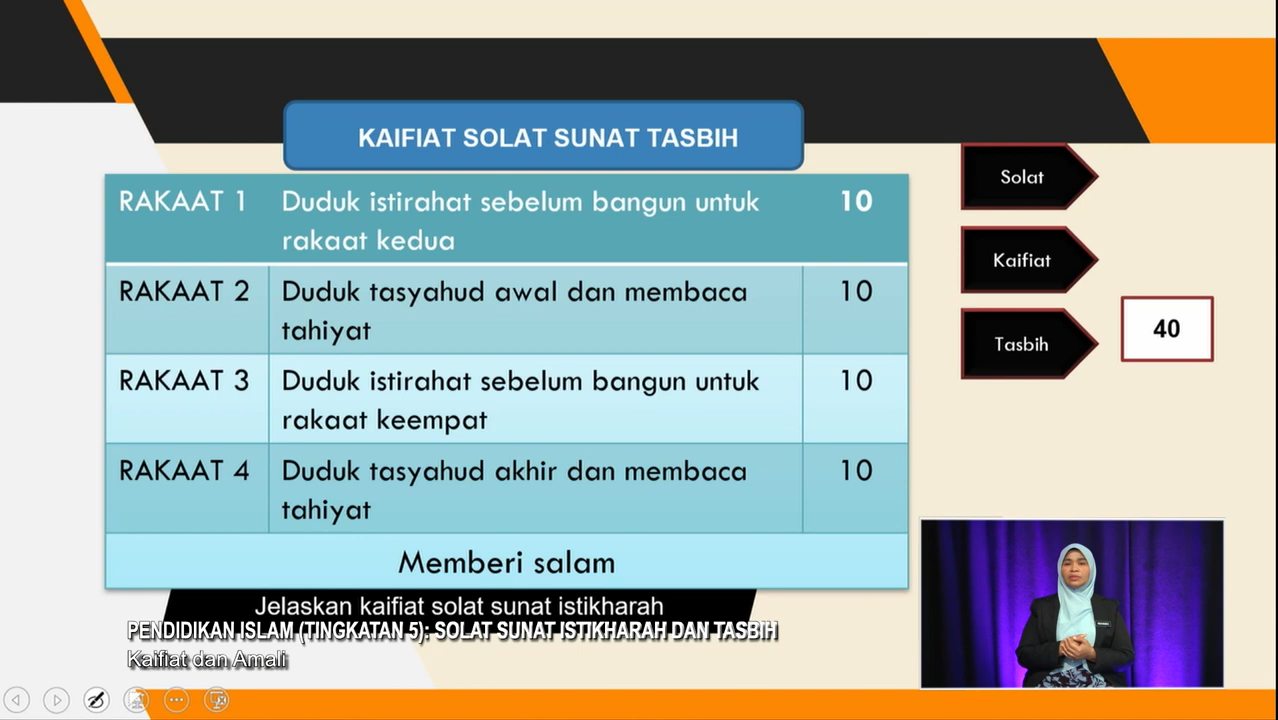 KAIFIAT SOLAT SUNAT TASBIH
RAKAAT 1
Duduk istirahat sebelum bangun untuk
rakaat kedua
10
RAKAAT 2
Duduk tasyahud awal dan membaca
tahiyat
10
RAKAAT 3
Duduk istirahat sebelum bangun untuk
rakaat keempat
10
RAKAAT 4
Duduk tasyahud akhir dan membaca
tahiyat
10
Memberi salam
Solat
Kaifiat
Tasbih
40
Jelaskan kaifiat solat sunat istikharah
PENDIDIKAN ISLAM (TINGKATAN 5): SOLAT SUNAT ISTIKHARAH DAN TASBIH
Kaifiat dan Amali